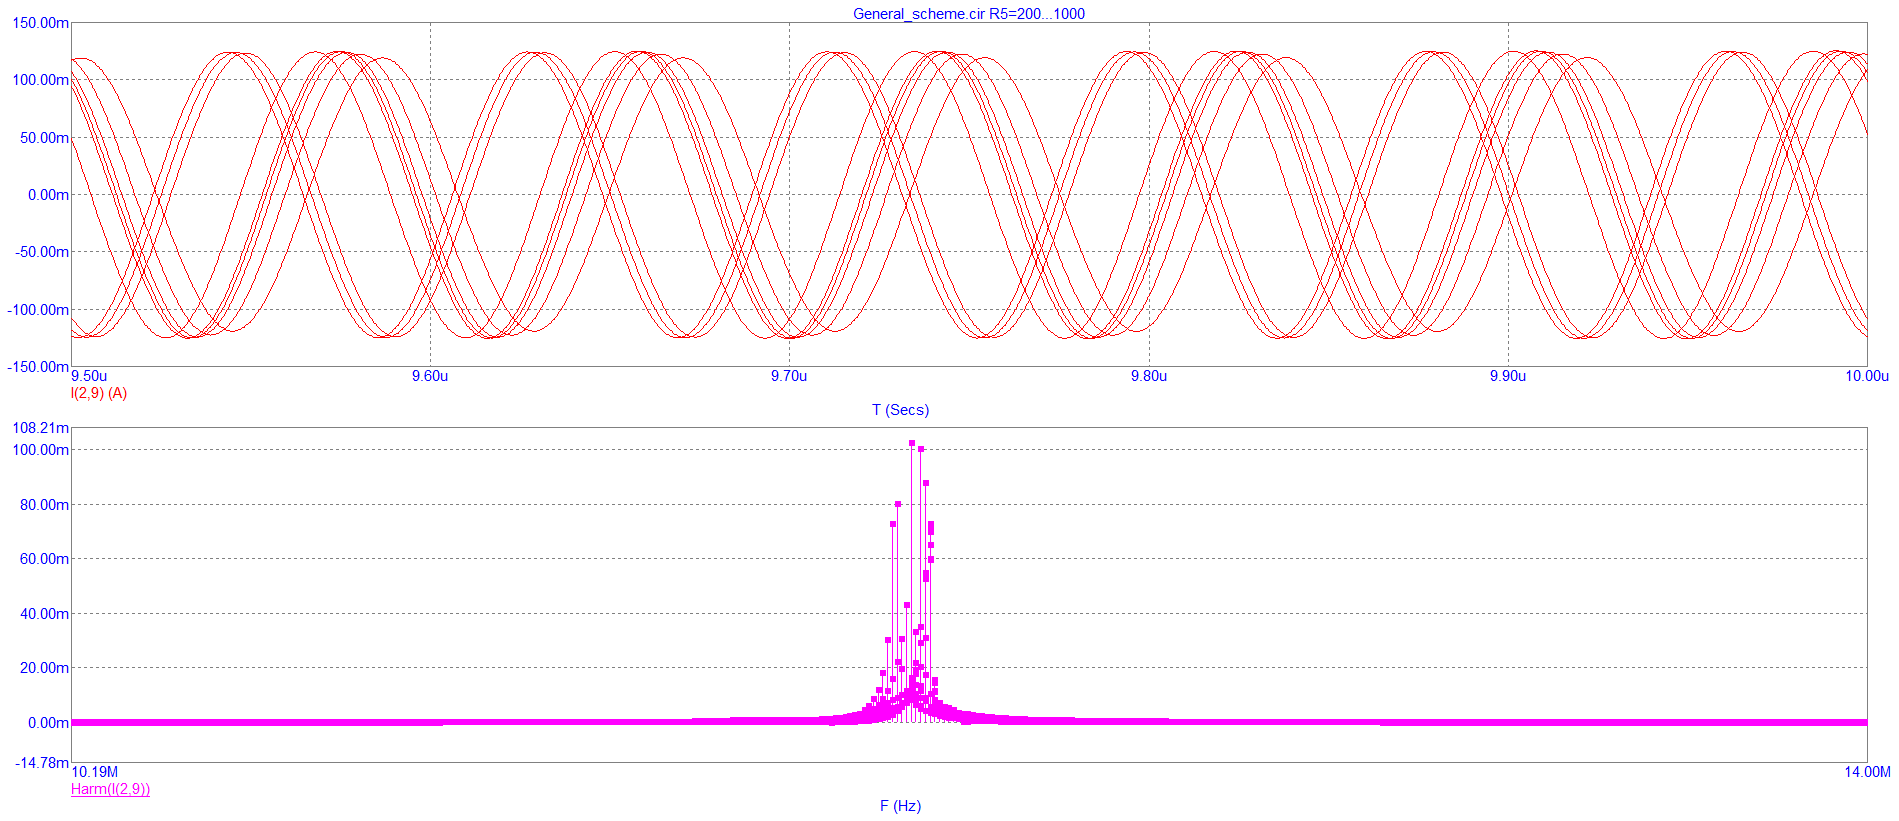 General_scheme.cir R5=200...1000
150.00m
100.00m
50.00m
0.00m
-50.00m
-100.00m
-150.00m
9.50u 9.60u 9.70u 9.80u 9.90u 10.00u
I(2,9) (A)
T (Secs)
108.21m
100.00m
80.00m
60.00m
40.00m
20.00m
0.00m
-14.78m
10.19M 14.00M
Harm(I(2,9))
F (Hz)